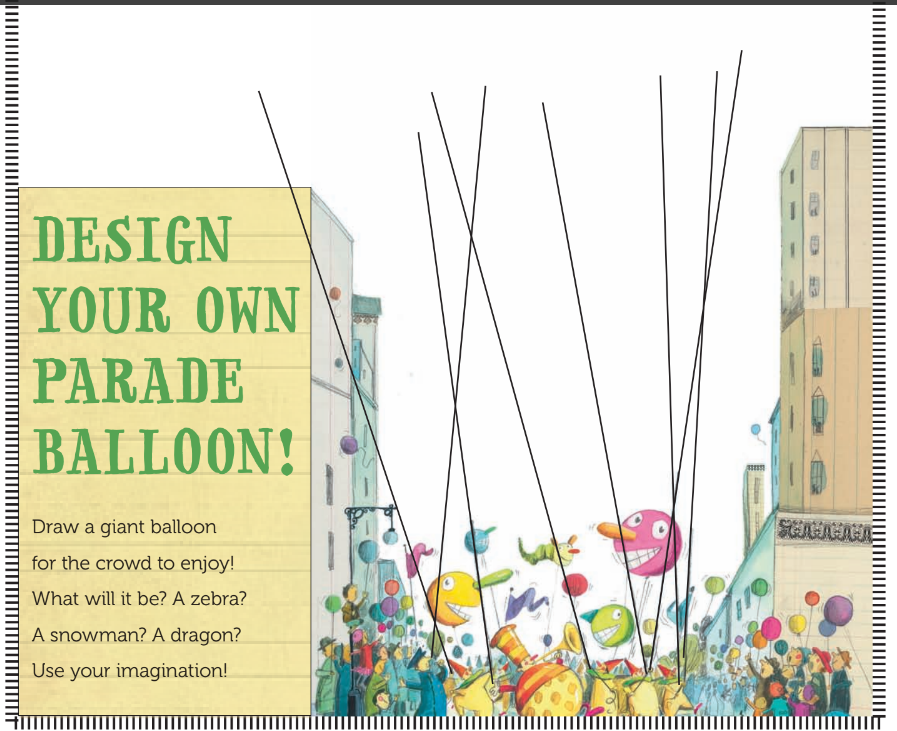 DESIGN
YOUR OWN
PARADE
BALLOON!
Draw a giant balloon
for the crowd to enjoy!
What will it be? A zebra?
A snowman? A dragon?
Use your imagination!